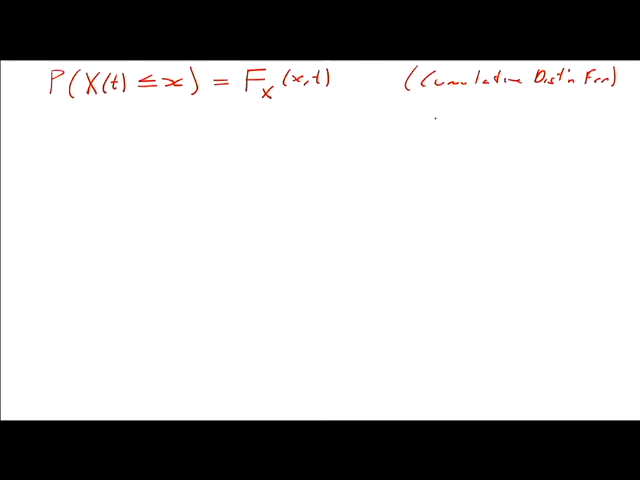 P(X(t) ≤ x) = F_X(x,t) (Cumulative Dist'n Fcn)